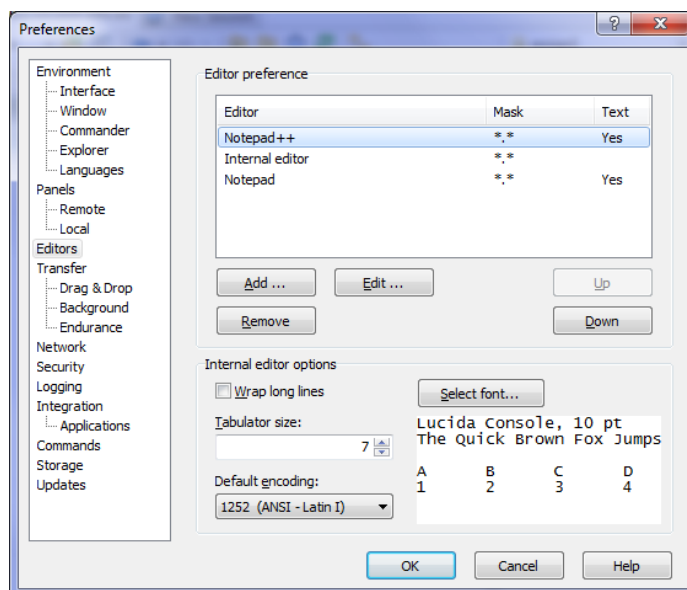 Preferences
?
X
Environment
Interface
Window
Commander
Explorer
Languages
Panels
Remote
Local
Editors
Transfer
Drag & Drop
Background
Endurance
Network
Security
Logging
Integration
Applications
Commands
Storage
Updates
Editor preference
Editor Mask Text
Notepad++ *.* Yes
Internal editor *.*
Notepad *.* Yes
Add ... Edit ... Up
Remove Down
Internal editor options
Wrap long lines
Tabulator size:
7
Default encoding:
1252 (ANSI - Latin I)
Select font...
Lucida Console, 10 pt
The Quick Brown Fox Jumps
A B C D
1 2 3 4
OK Cancel Help